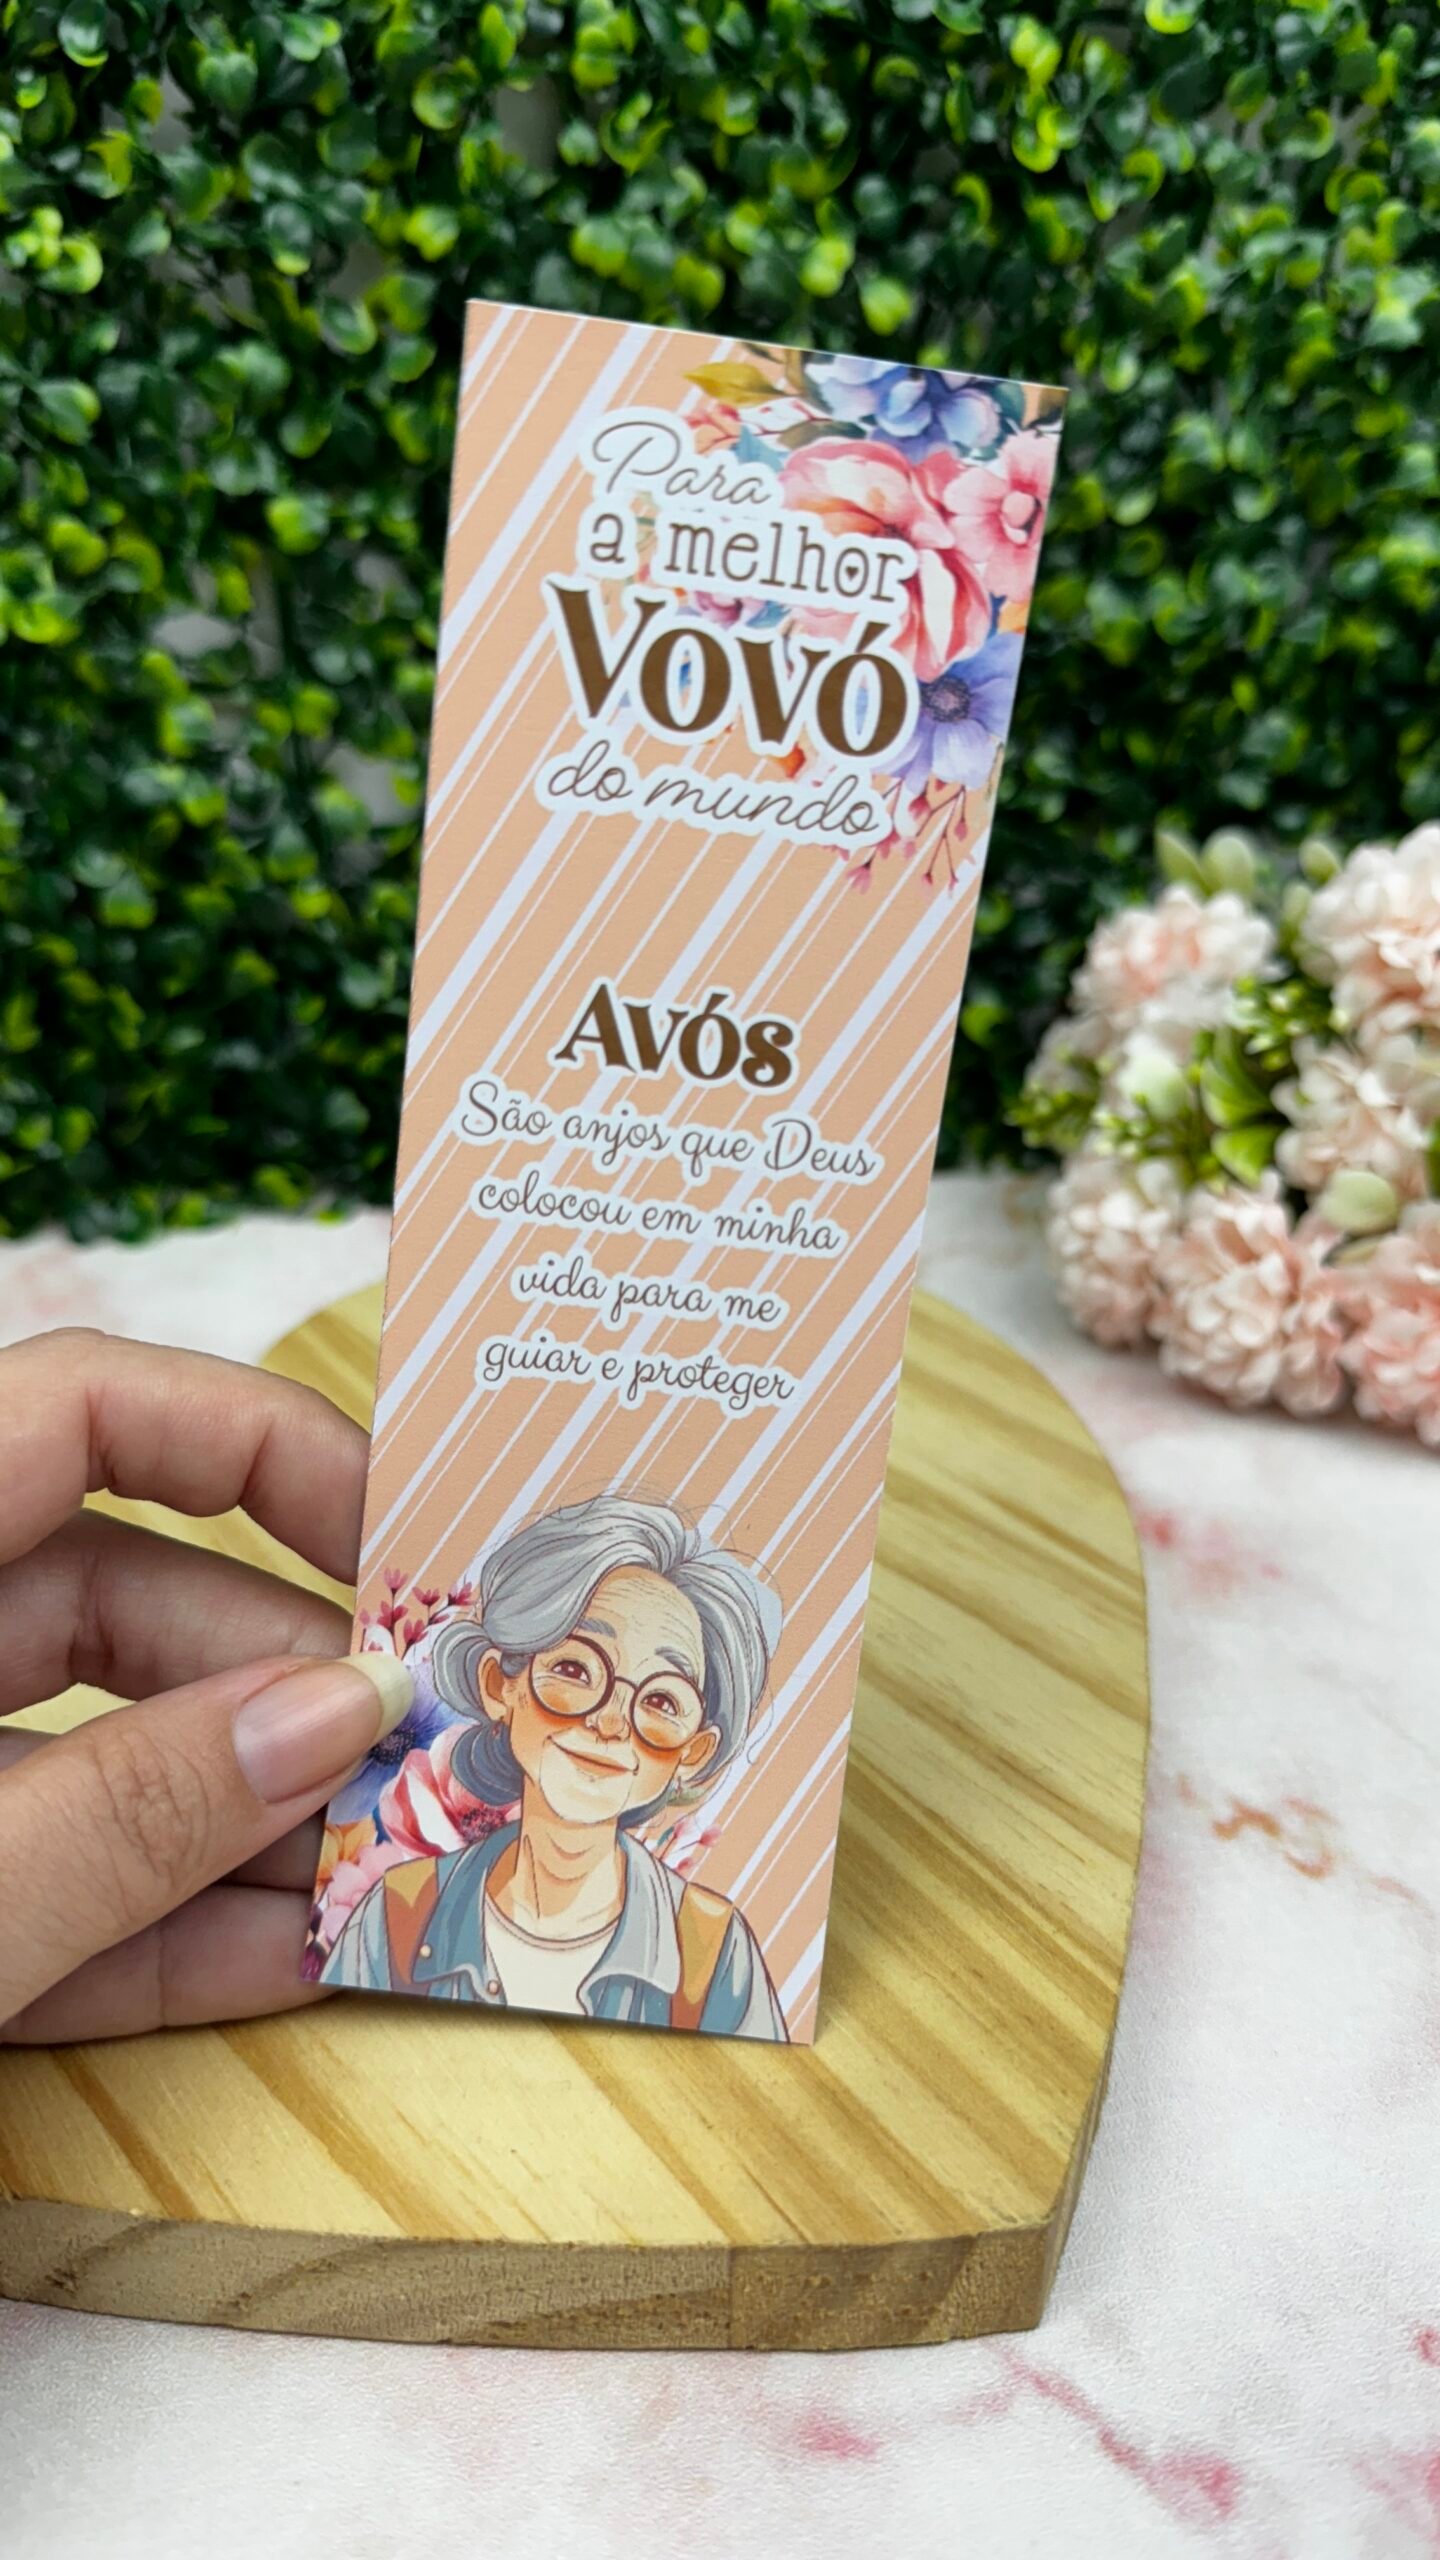 Para
a melhor
Vovó
do mundo
Avós
São anjos que Deus
colocou em minha
vida para me
guiar e proteger